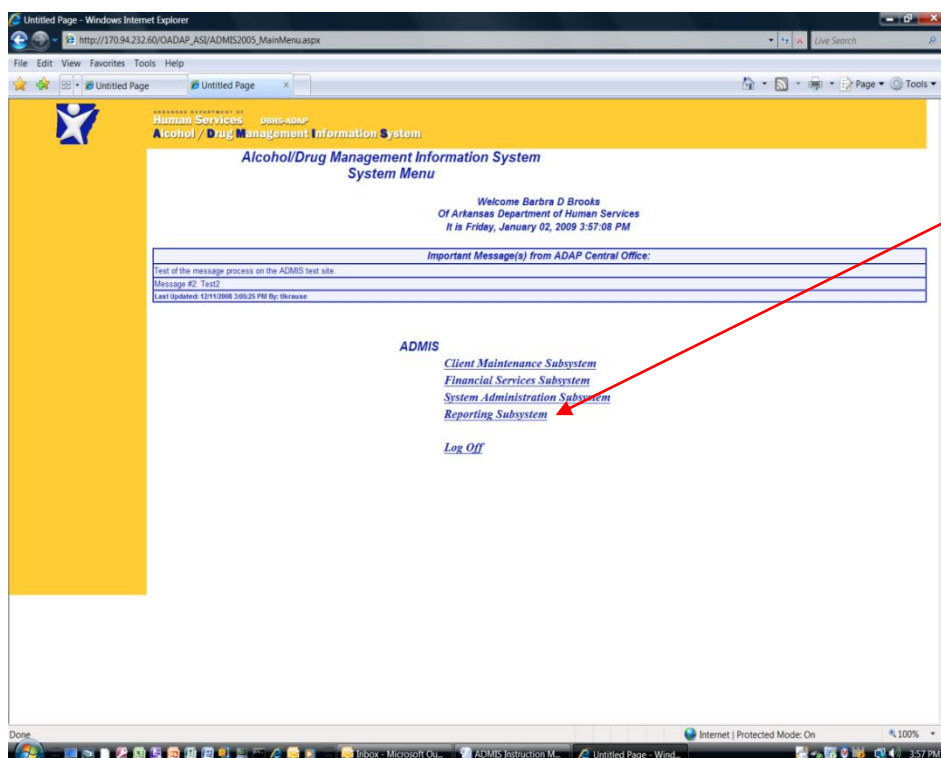 Untitled Page - Windows Internet Explorer
http://170.94.232.60/OADAP_ASI/ADMIS2005_MainMenu.aspx
Live Search
File Edit View Favorites Tools Help
Untitled Page
Untitled Page
Page
Tools
ARKANSAS DEPARTMENT OF
Human Services DBHS-ADAP
Alcohol / Drug Management Information System
Alcohol/Drug Management Information System
System Menu
Welcome Barbra D Brooks
Of Arkansas Department of Human Services
It is Friday, January 02, 2009 3:57:08 PM
Important Message(s) from ADAP Central Office:
Test of the message process on the ADMIS test site.
Message #2: Test2
Last Updated: 12/11/2008 3:05:25 PM By: tlkrause
ADMIS
Client Maintenance Subsystem
Financial Services Subsystem
System Administration Subsystem
Reporting Subsystem
Log Off
Done
Internet | Protected Mode: On
100%
Inbox - Microsoft Ou...
ADMIS Instruction M...
Untitled Page - Wind...
3:57 PM